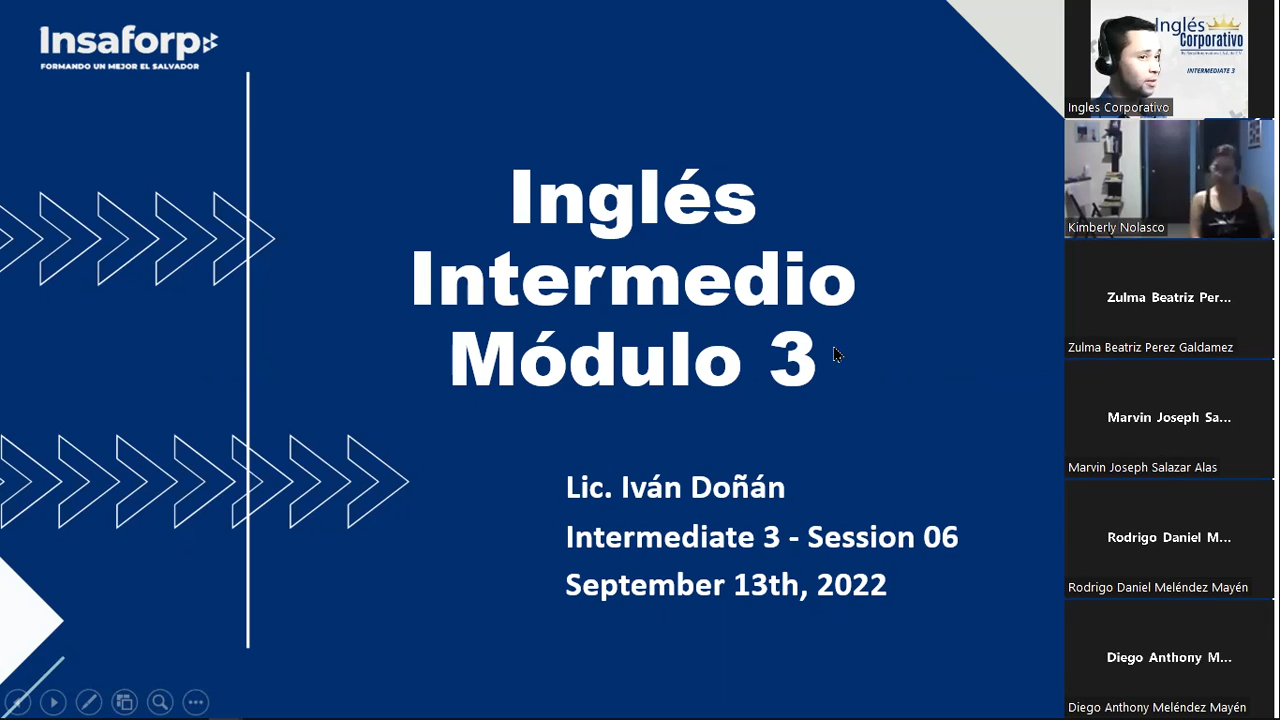 Insaforp
FORMANDO UN MEJOR EL SALVADOR
Inglés
Intermedio
Módulo 3
Lic. Iván Doñán
Intermediate 3 - Session 06
September 13th, 2022
Inglés
Corporativo
INTERMEDIATE 3
Ingles Corporativo
Kimberly Nolasco
Zulma Beatriz Per...
Zulma Beatriz Perez Galdamez
Marvin Joseph Sa...
Marvin Joseph Salazar Alas
Rodrigo Daniel M...
Rodrigo Daniel Meléndez Mayén
Diego Anthony M...
Diego Anthony Meléndez Mayén